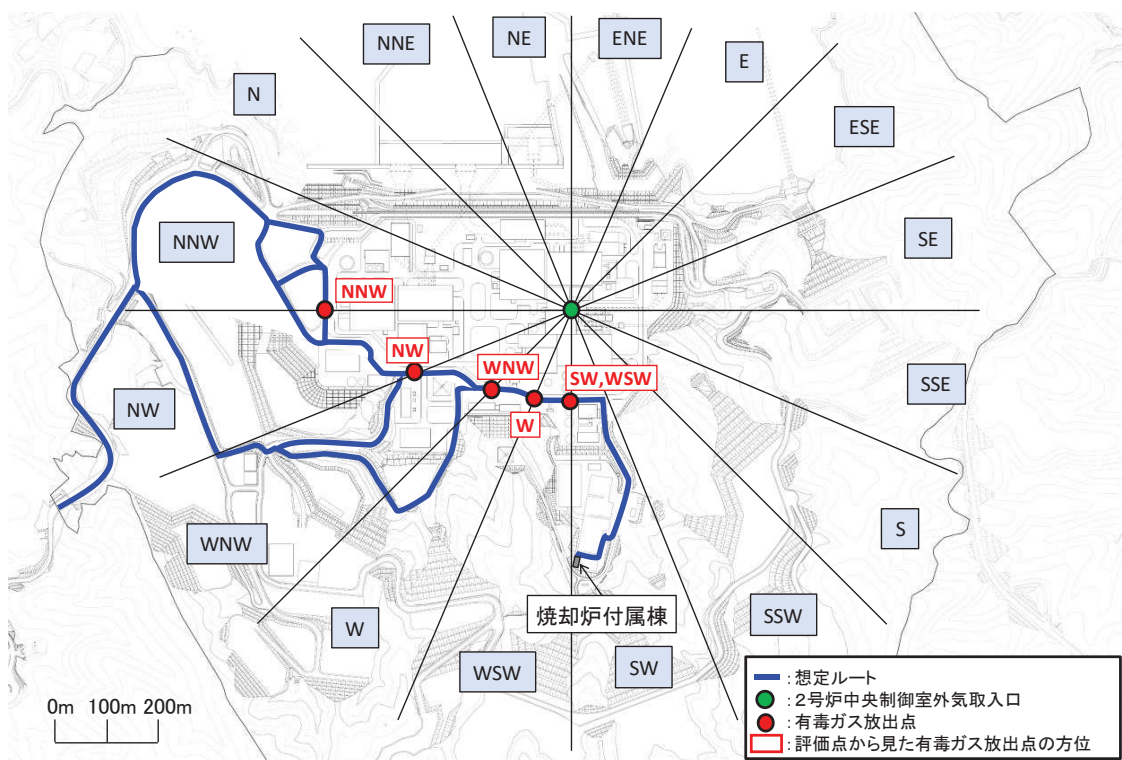 NNE
NE
ENE
E
N
ESE
NNW
SE
NNW
NW
WNW
SW,WSW
SSE
NW
W
WNW
S
焼却炉付属棟
W
SSW
WSW
SW
0m 100m 200m
:想定ルート
:2号炉中央制御室外気取入口
:有毒ガス放出点
:評価点から見た有毒ガス放出点の方位